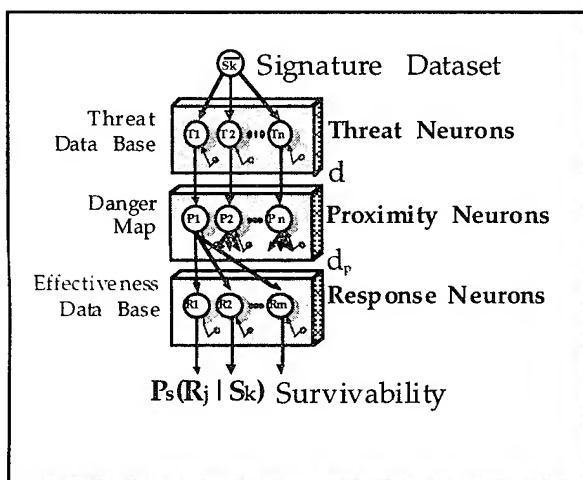 Sk Signature Dataset
Threat
Data Base
T1 T2 Tn
Threat Neurons
d
Danger
Map
P1 P2 Pn
Proximity Neurons
dp
Effectiveness
Data Base
R1 R2 Rm
Response Neurons
Ps(Rj | Sk) Survivability